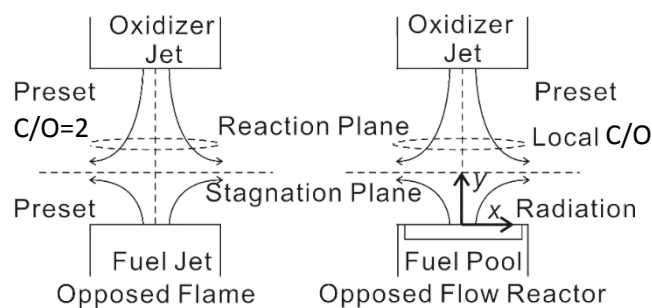 Oxidizer
Jet
Preset
C/O=2
Reaction Plane
Stagnation Plane
Preset
Fuel Jet
Opposed Flame
Oxidizer
Jet
Preset
Local C/O
y
x
Radiation
Fuel Pool
Opposed Flow Reactor